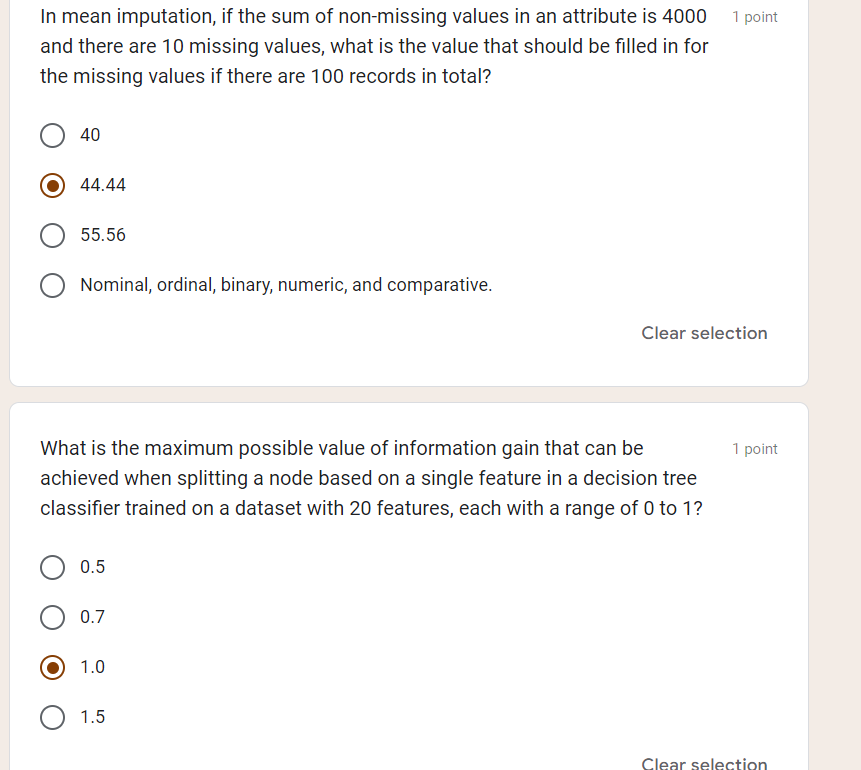 In mean imputation, if the sum of non-missing values in an attribute is 4000 1 point
and there are 10 missing values, what is the value that should be filled in for
the missing values if there are 100 records in total?
40
44.44
55.56
Nominal, ordinal, binary, numeric, and comparative.
Clear selection
What is the maximum possible value of information gain that can be 1 point
achieved when splitting a node based on a single feature in a decision tree
classifier trained on a dataset with 20 features, each with a range of 0 to 1?
0.5
0.7
1.0
1.5
Clear selection